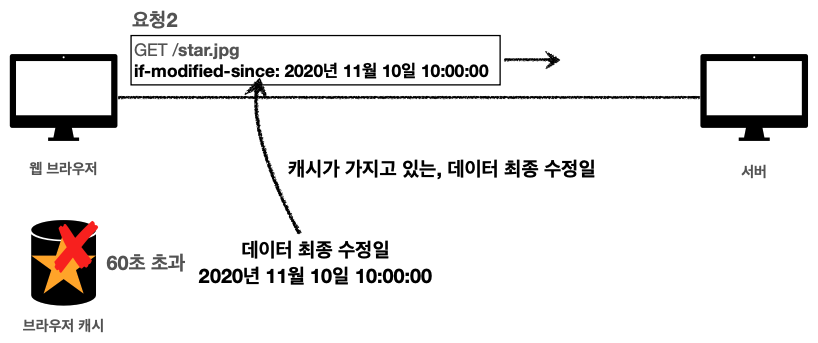 요청2
GET /star.jpg
if-modified-since: 2020년 11월 10일 10:00:00
웹 브라우저
서버
캐시가 가지고 있는, 데이터 최종 수정일
데이터 최종 수정일
60초 초과
2020년 11월 10일 10:00:00
브라우저 캐시